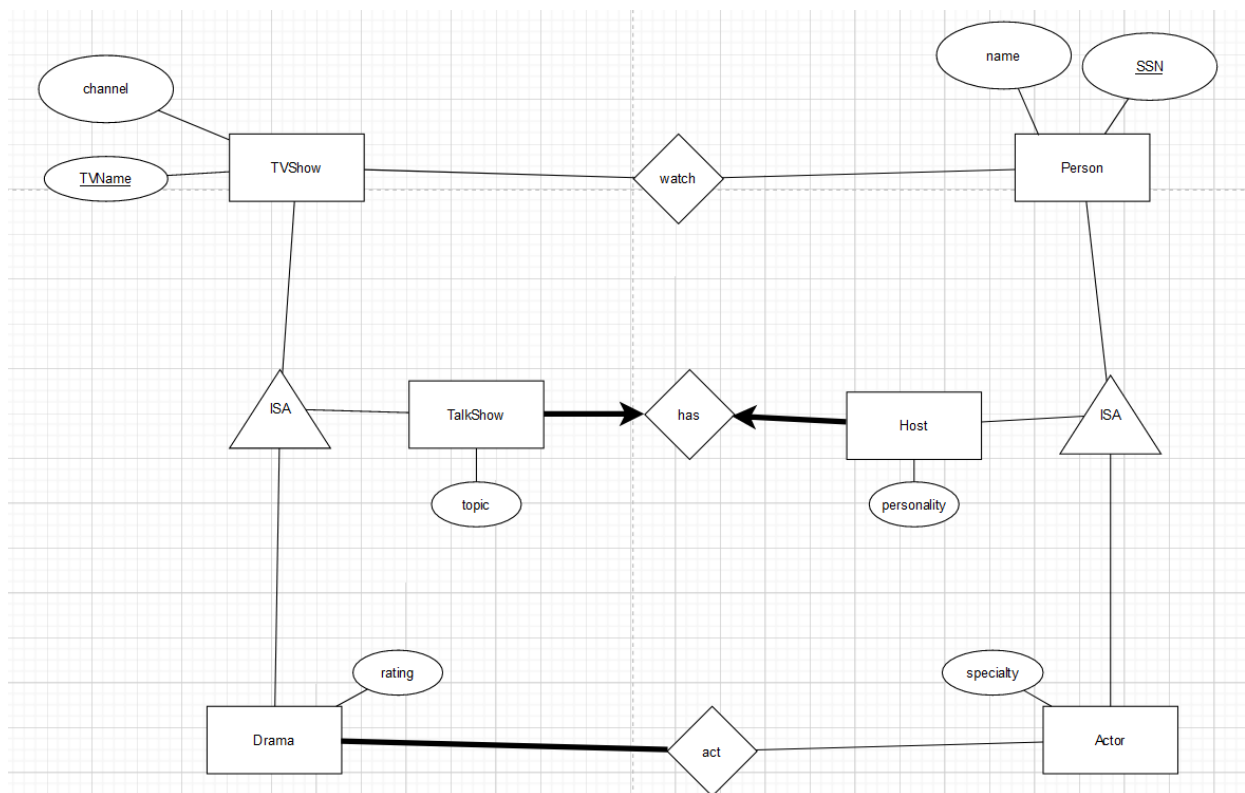 name
SSN
channel
TVShow
watch
Person
TVName
ISA
TalkShow
has
Host
ISA
topic
personality
rating
specialty
Drama
act
Actor